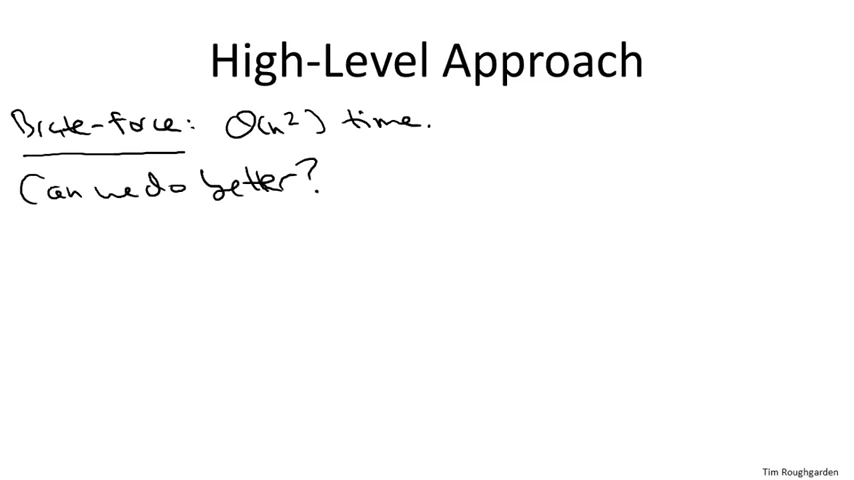 High-Level Approach
Brute-force: Θ(n²) time.
Can we do better?
Tim Roughgarden